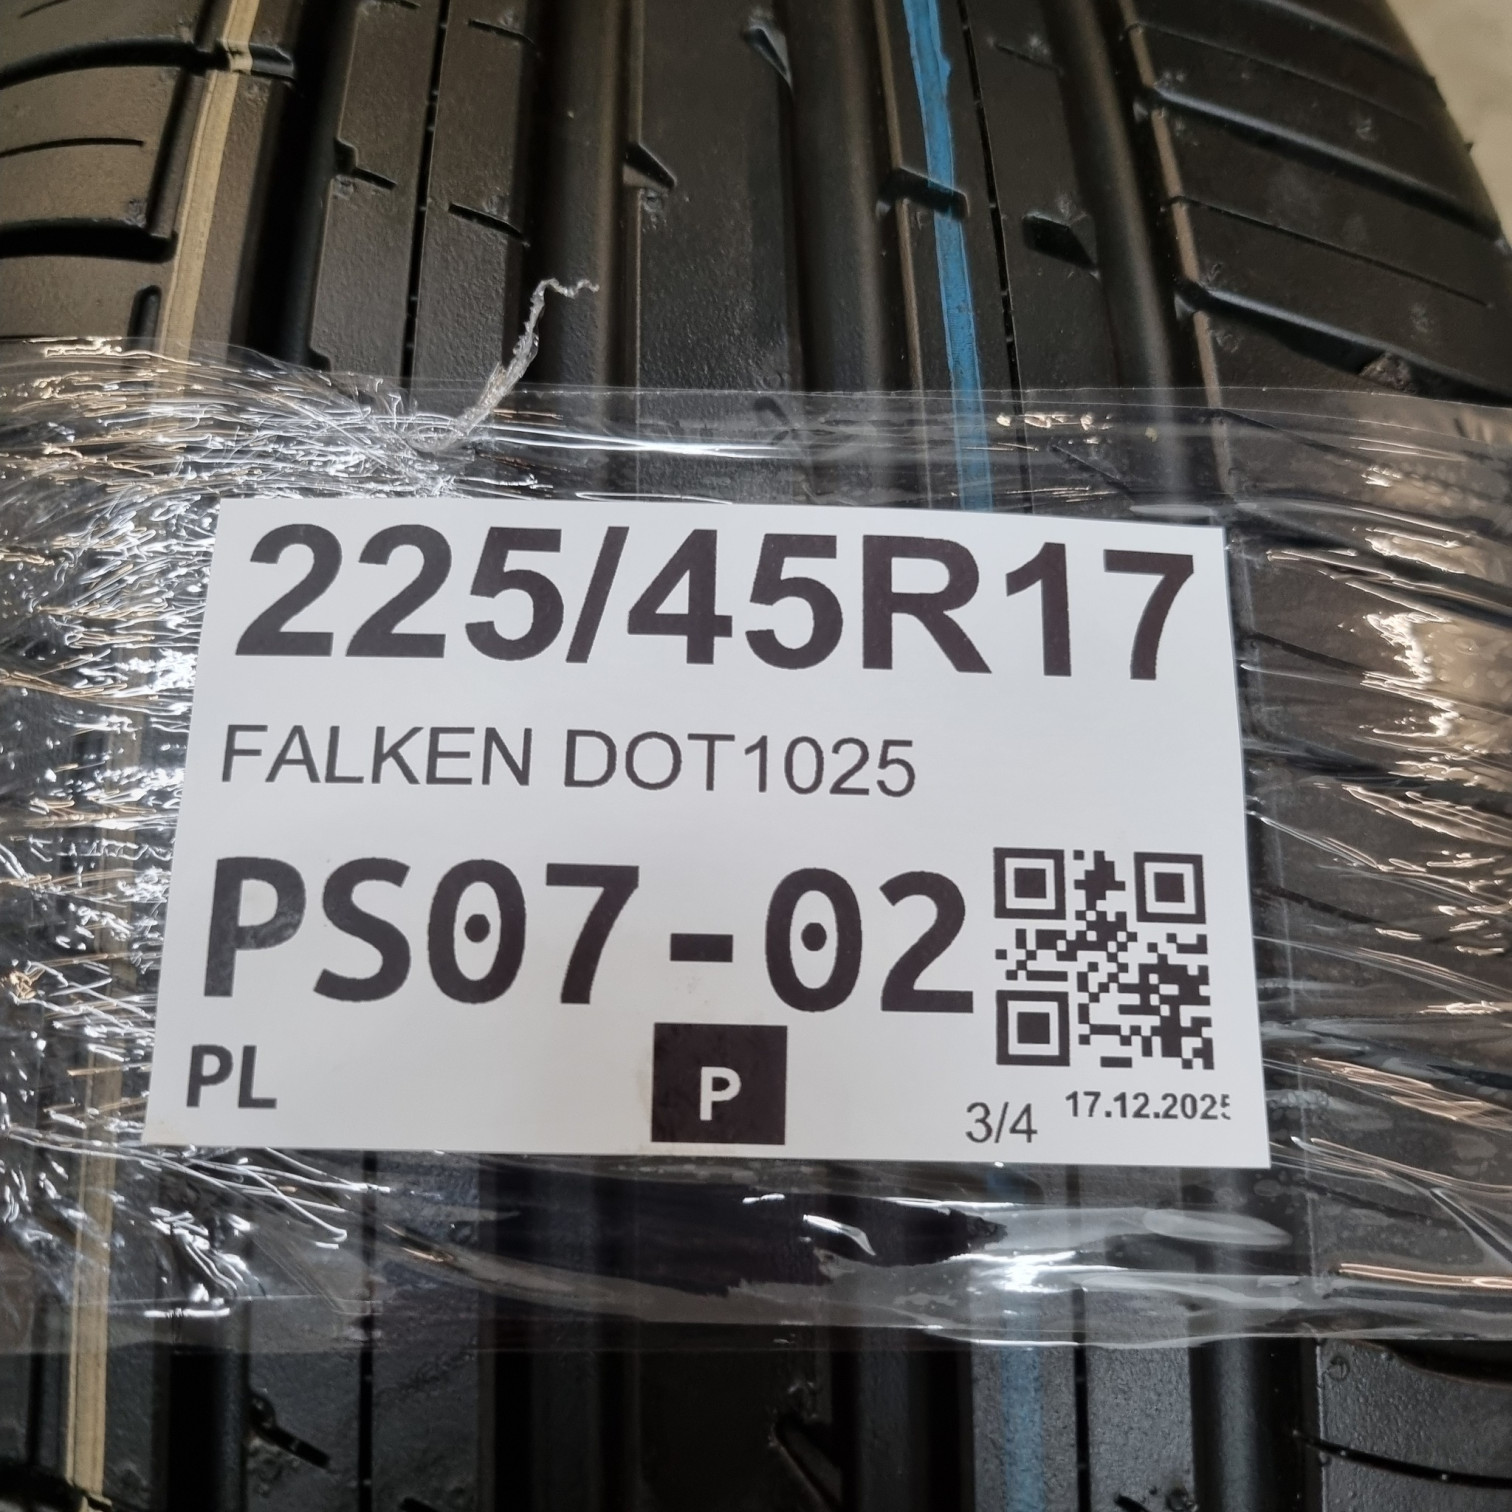 225/45R17
FALKEN DOT1025
PS07-02
PL
P
3/4
17.12.2025